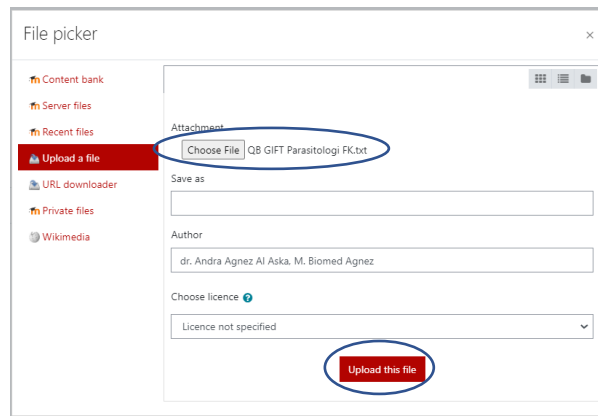 File picker
×
Content bank
Server files
Recent files
Upload a file
URL downloader
Private files
Wikimedia
Attachment
Choose File QB GIFT Parasitologi FK.txt
Save as
Author
dr. Andra Agnez Al Aska, M. Biomed Agnez
Choose licence ?
Licence not specified
Upload this file